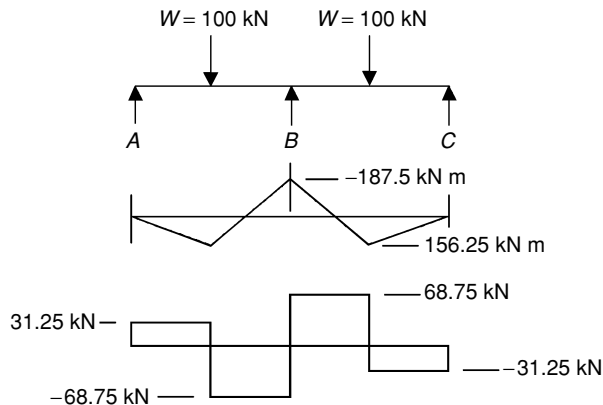 W = 100 kN
W = 100 kN
A
B
C
−187.5 kN m
156.25 kN m
68.75 kN
31.25 kN
−31.25 kN
−68.75 kN